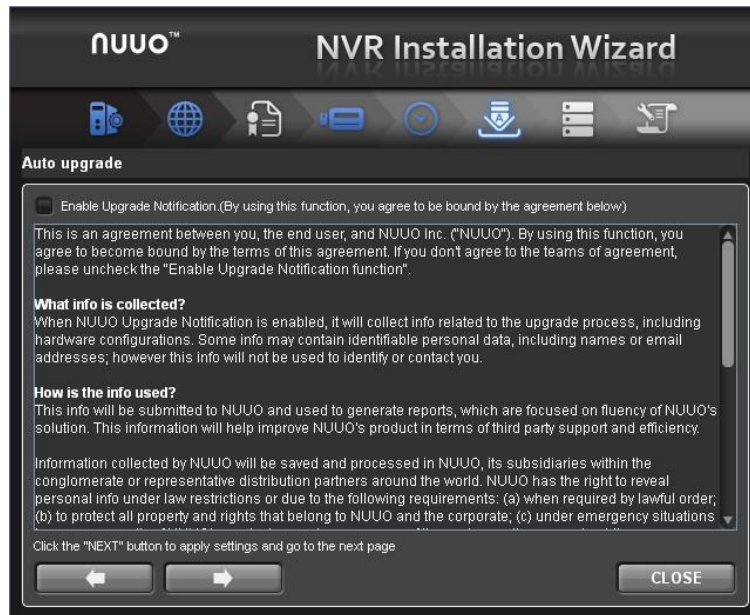 nuuo™
NVR Installation Wizard
Auto upgrade
Enable Upgrade Notification.(By using this function, you agree to be bound by the agreement below)
This is an agreement between you, the end user, and NUUO Inc. ("NUUO"). By using this function, you
agree to become bound by the terms of this agreement. If you don't agree to the teams of agreement,
please uncheck the "Enable Upgrade Notification function".
What info is collected?
When NUUO Upgrade Notification is enabled, it will collect info related to the upgrade process, including
hardware configurations. Some info may contain identifiable personal data, including names or email
addresses; however this info will not be used to identify or contact you.
How is the info used?
This info will be submitted to NUUO and used to generate reports, which are focused on fluency of NUUO's
solution. This information will help improve NUUO's product in terms of third party support and efficiency.
Information collected by NUUO will be saved and processed in NUUO, its subsidiaries within the
conglomerate or representative distribution partners around the world. NUUO has the right to reveal
personal info under law restrictions or due to the following requirements: (a) when required by lawful order;
(b) to protect all property and rights that belong to NUUO and the corporate; (c) under emergency situations
Click the "NEXT" button to apply settings and go to the next page
CLOSE